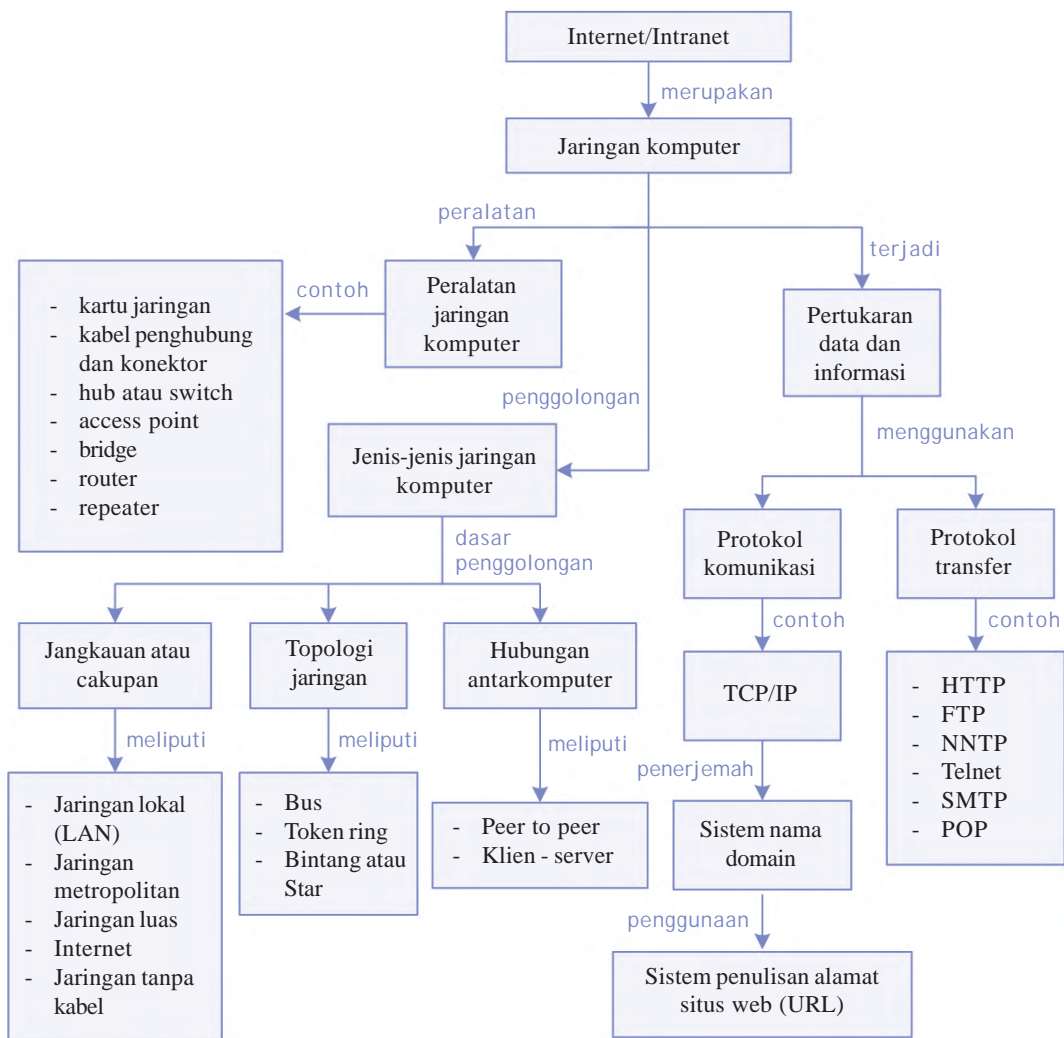 Internet/Intranet
merupakan
Jaringan komputer
peralatan
terjadi
Peralatan
jaringan
komputer
contoh
- kartu jaringan
- kabel penghubung
dan konektor
- hub atau switch
- access point
- bridge
- router
- repeater
Pertukaran
data dan
informasi
penggolongan
menggunakan
Jenis-jenis jaringan
komputer
dasar
penggolongan
Protokol
komunikasi
Protokol
transfer
contoh
contoh
Jangkauan atau
cakupan
Topologi
jaringan
Hubungan
antarkomputer
TCP/IP
- HTTP
- FTP
- NNTP
- Telnet
- SMTP
- POP
meliputi
meliputi
meliputi
penerjemah
- Jaringan lokal
(LAN)
- Jaringan
metropolitan
- Jaringan luas
- Internet
- Jaringan tanpa
kabel
- Bus
- Token ring
- Bintang atau
Star
- Peer to peer
- Klien - server
Sistem nama
domain
penggunaan
Sistem penulisan alamat
situs web (URL)